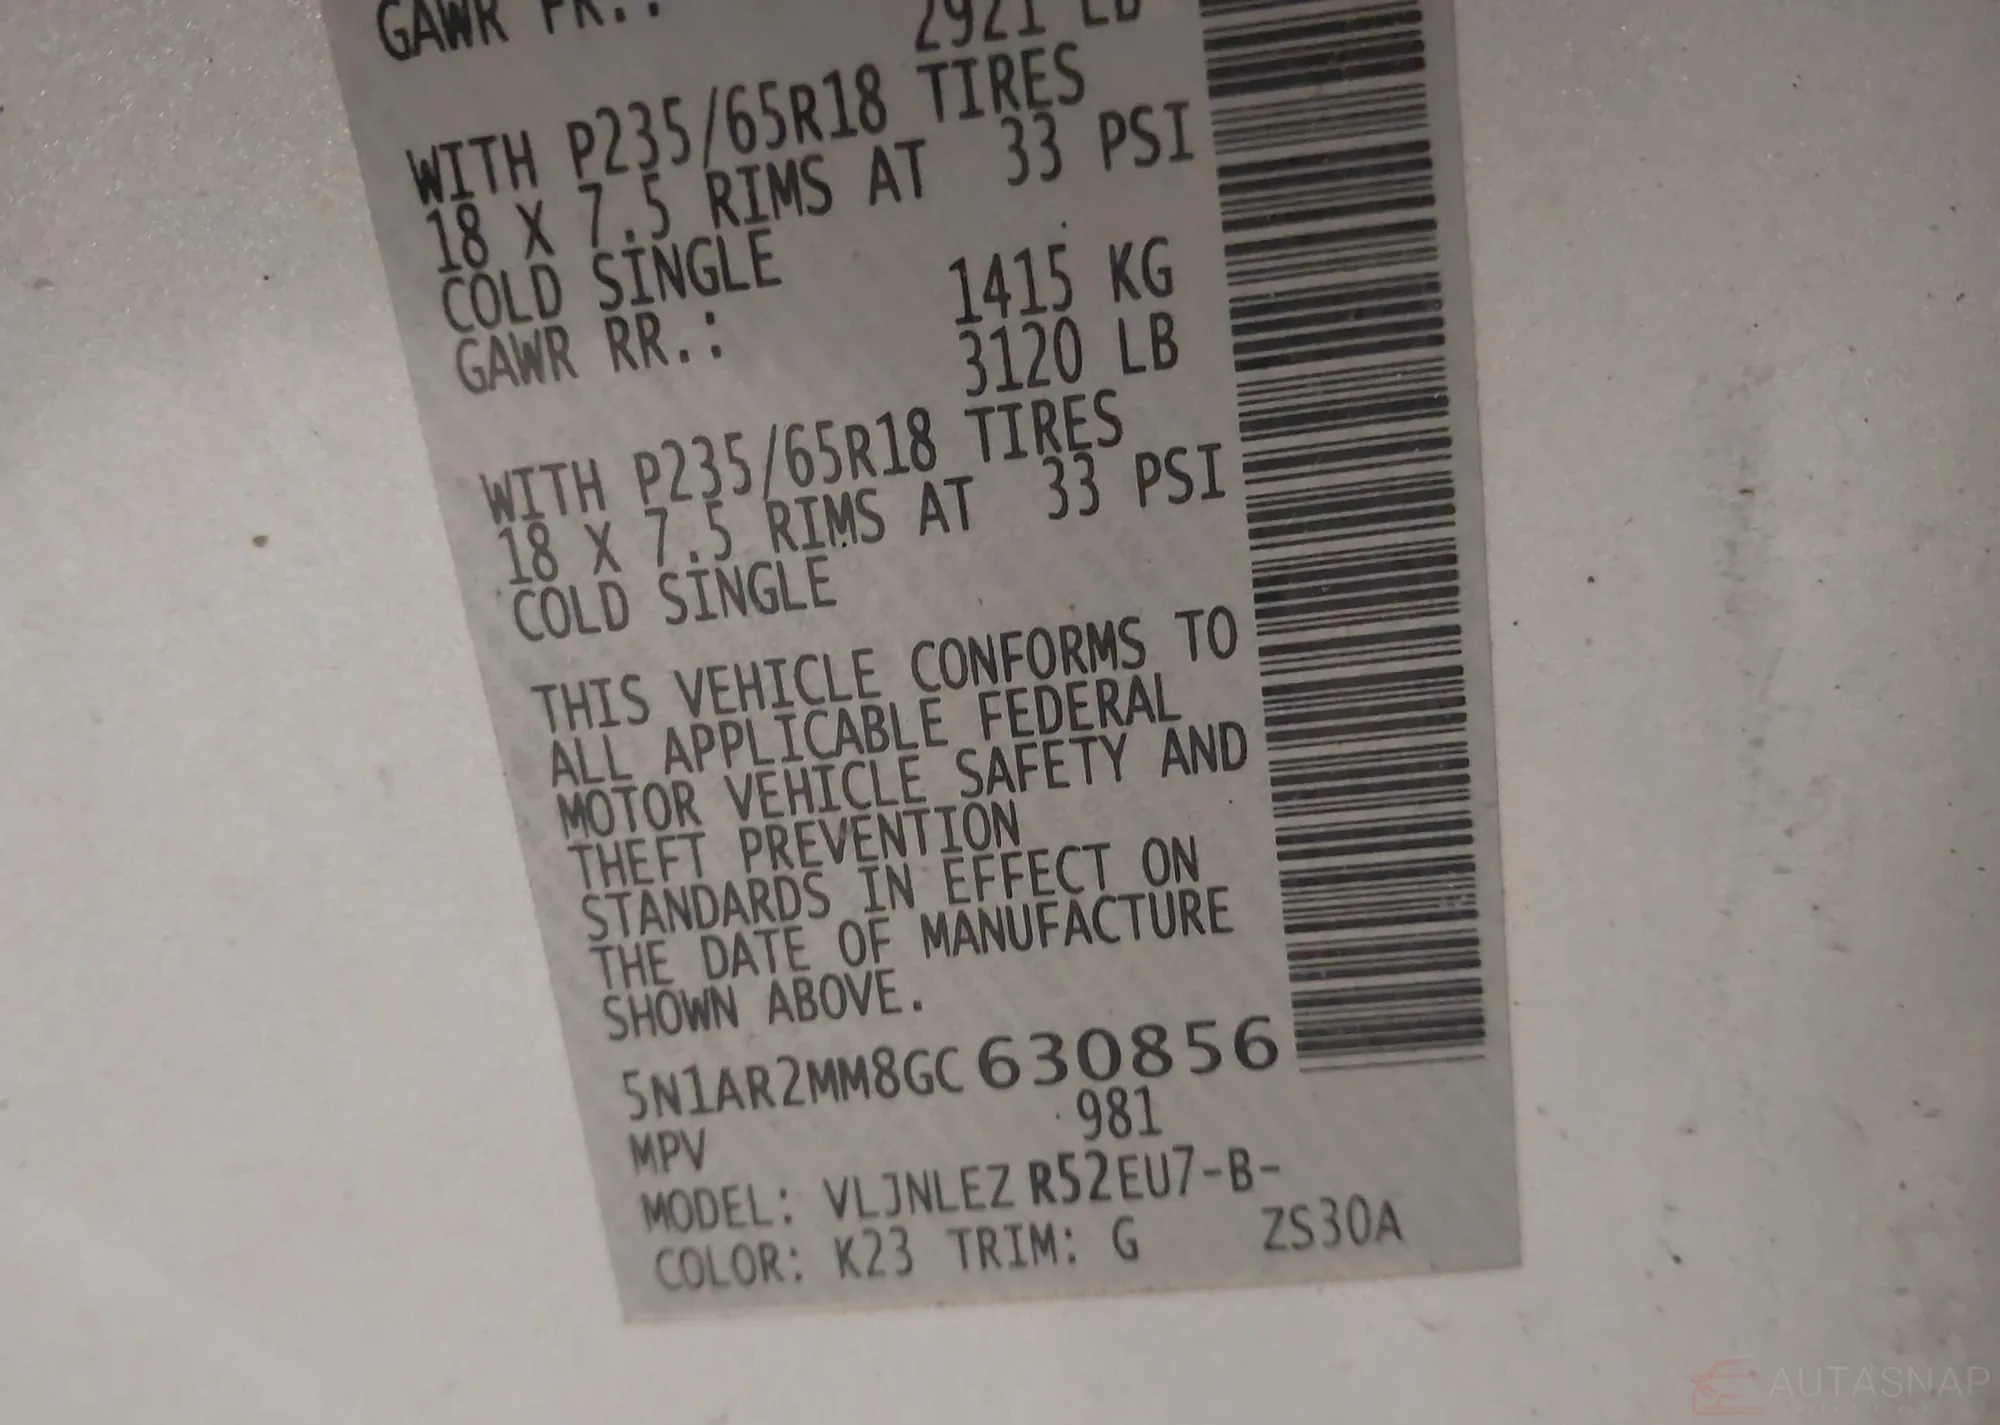 GAWR FR.:
2921 LB
WITH P235/65R18 TIRES
18 X 7.5 RIMS AT 33 PSI
COLD SINGLE
GAWR RR.: 1415 KG
3120 LB
WITH P235/65R18 TIRES
18 X 7.5 RIMS AT 33 PSI
COLD SINGLE
THIS VEHICLE CONFORMS TO
ALL APPLICABLE FEDERAL
MOTOR VEHICLE SAFETY AND
THEFT PREVENTION
STANDARDS IN EFFECT ON
THE DATE OF MANUFACTURE
SHOWN ABOVE.
5N1AR2MM8GC630856
MPV 981
MODEL: VLJNLEZ R52EU7-B-
COLOR: K23 TRIM: G ZS30A
AUTASNAP